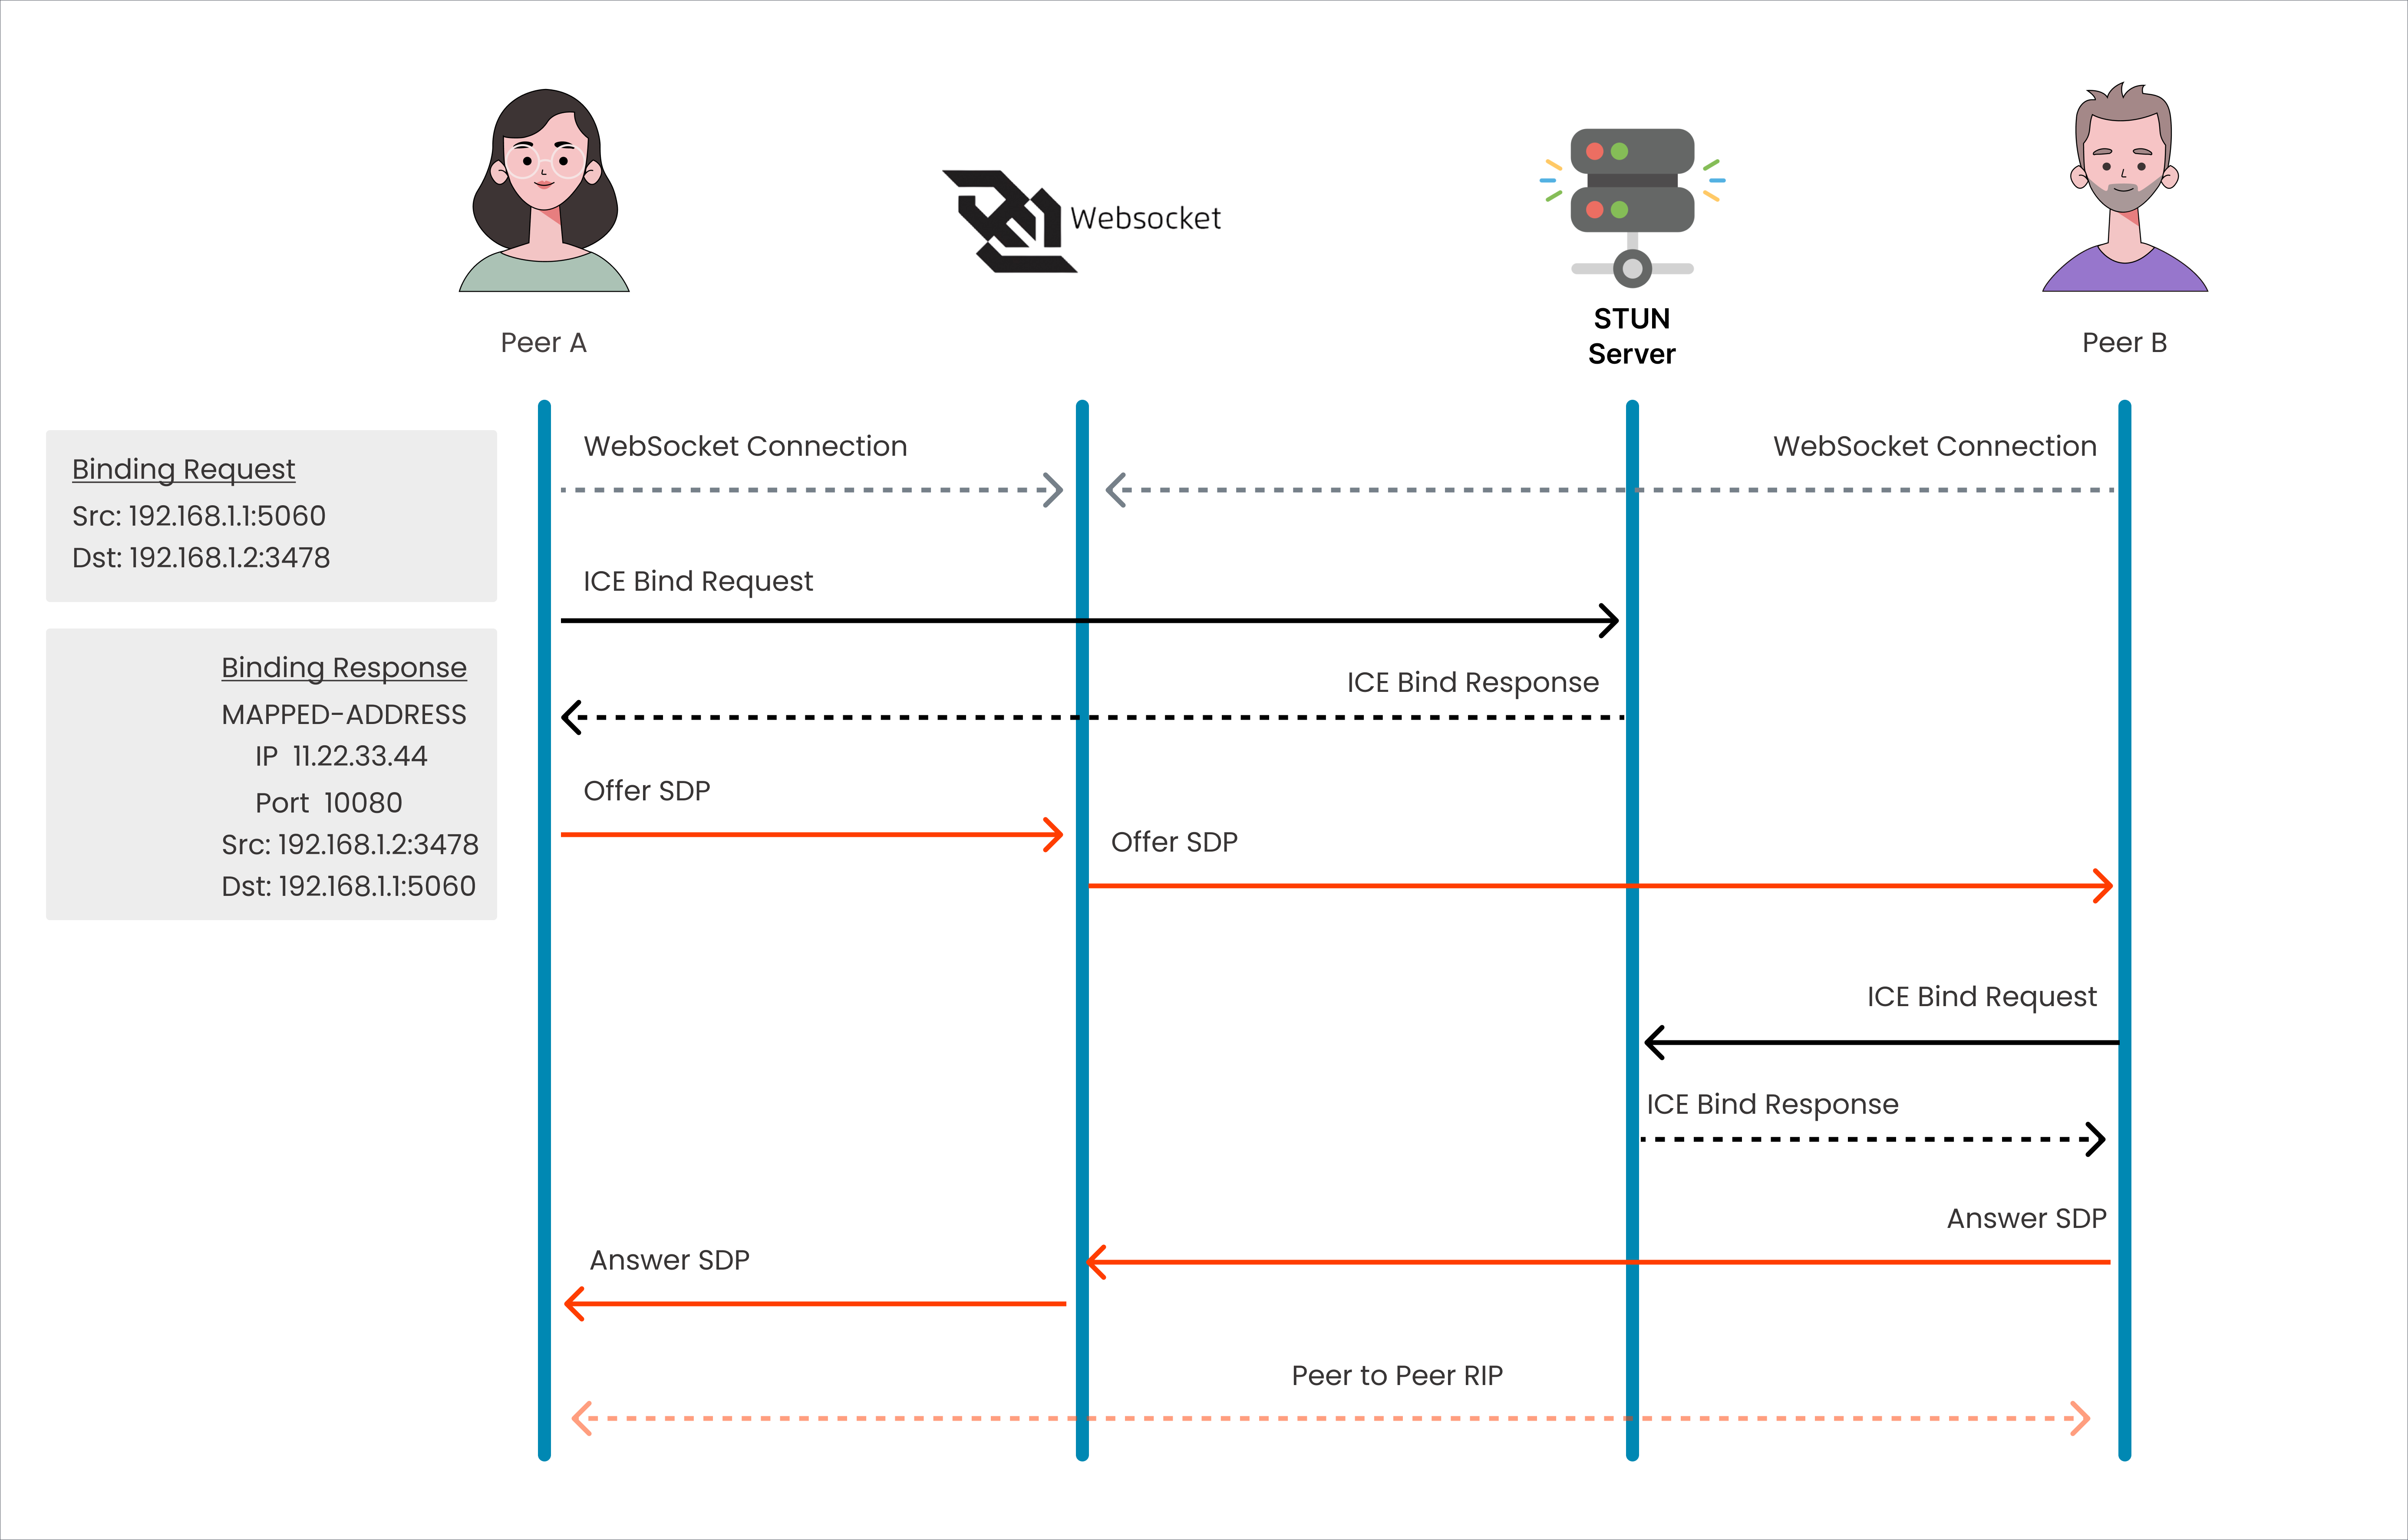 Websocket
STUN
Server
Peer A
Peer B
WebSocket Connection
WebSocket Connection
Binding Request
Src: 192.168.1.1:5060
Dst: 192.168.1.2:3478
ICE Bind Request
Binding Response
MAPPED-ADDRESS
IP 11.22.33.44
Port 10080
Src: 192.168.1.2:3478
Dst: 192.168.1.1:5060
ICE Bind Response
Offer SDP
Offer SDP
ICE Bind Request
ICE Bind Response
Answer SDP
Answer SDP
Peer to Peer RIP